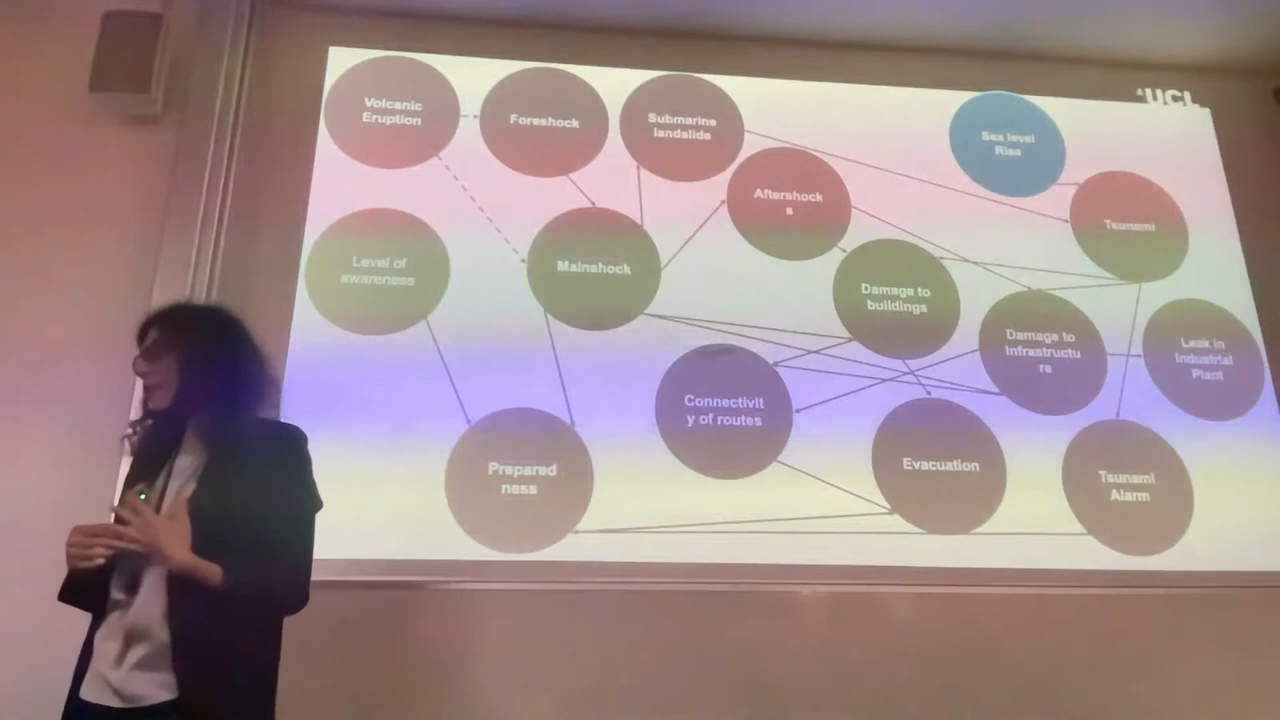 UCL
Volcanic
Eruption
Foreshock
Submarine
landslide
Sea level
Rise
Aftershock
s
Tsunami
Level of
awareness
Mainshock
Damage to
buildings
Damage to
Infrastructu
re
Leak in
Industrial
Plant
Connectivit
y of routes
Prepared
ness
Evacuation
Tsunami
Alarm